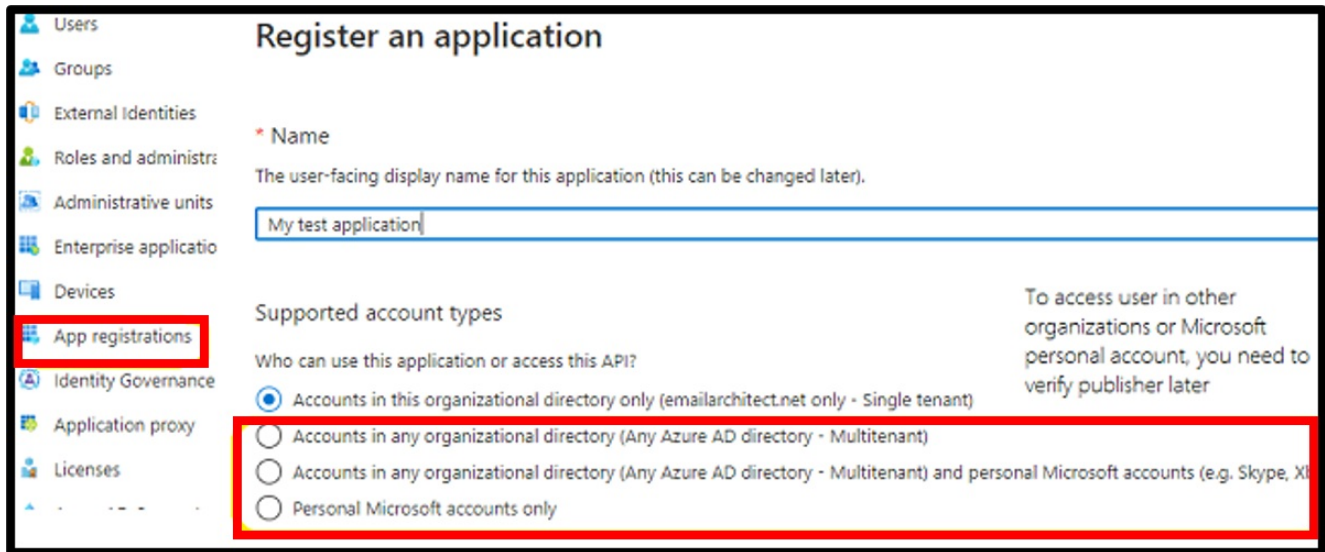 Users
Groups
External Identities
Roles and administra
Administrative units
Enterprise applicatio
Devices
App registrations
Identity Governance
Application proxy
Licenses
Register an application
* Name
The user-facing display name for this application (this can be changed later).
My test application
Supported account types
Who can use this application or access this API?
Accounts in this organizational directory only (emailarchitect.net only - Single tenant)
Accounts in any organizational directory (Any Azure AD directory - Multitenant)
Accounts in any organizational directory (Any Azure AD directory - Multitenant) and personal Microsoft accounts (e.g. Skype, Xb
Personal Microsoft accounts only
To access user in other
organizations or Microsoft
personal account, you need to
verify publisher later